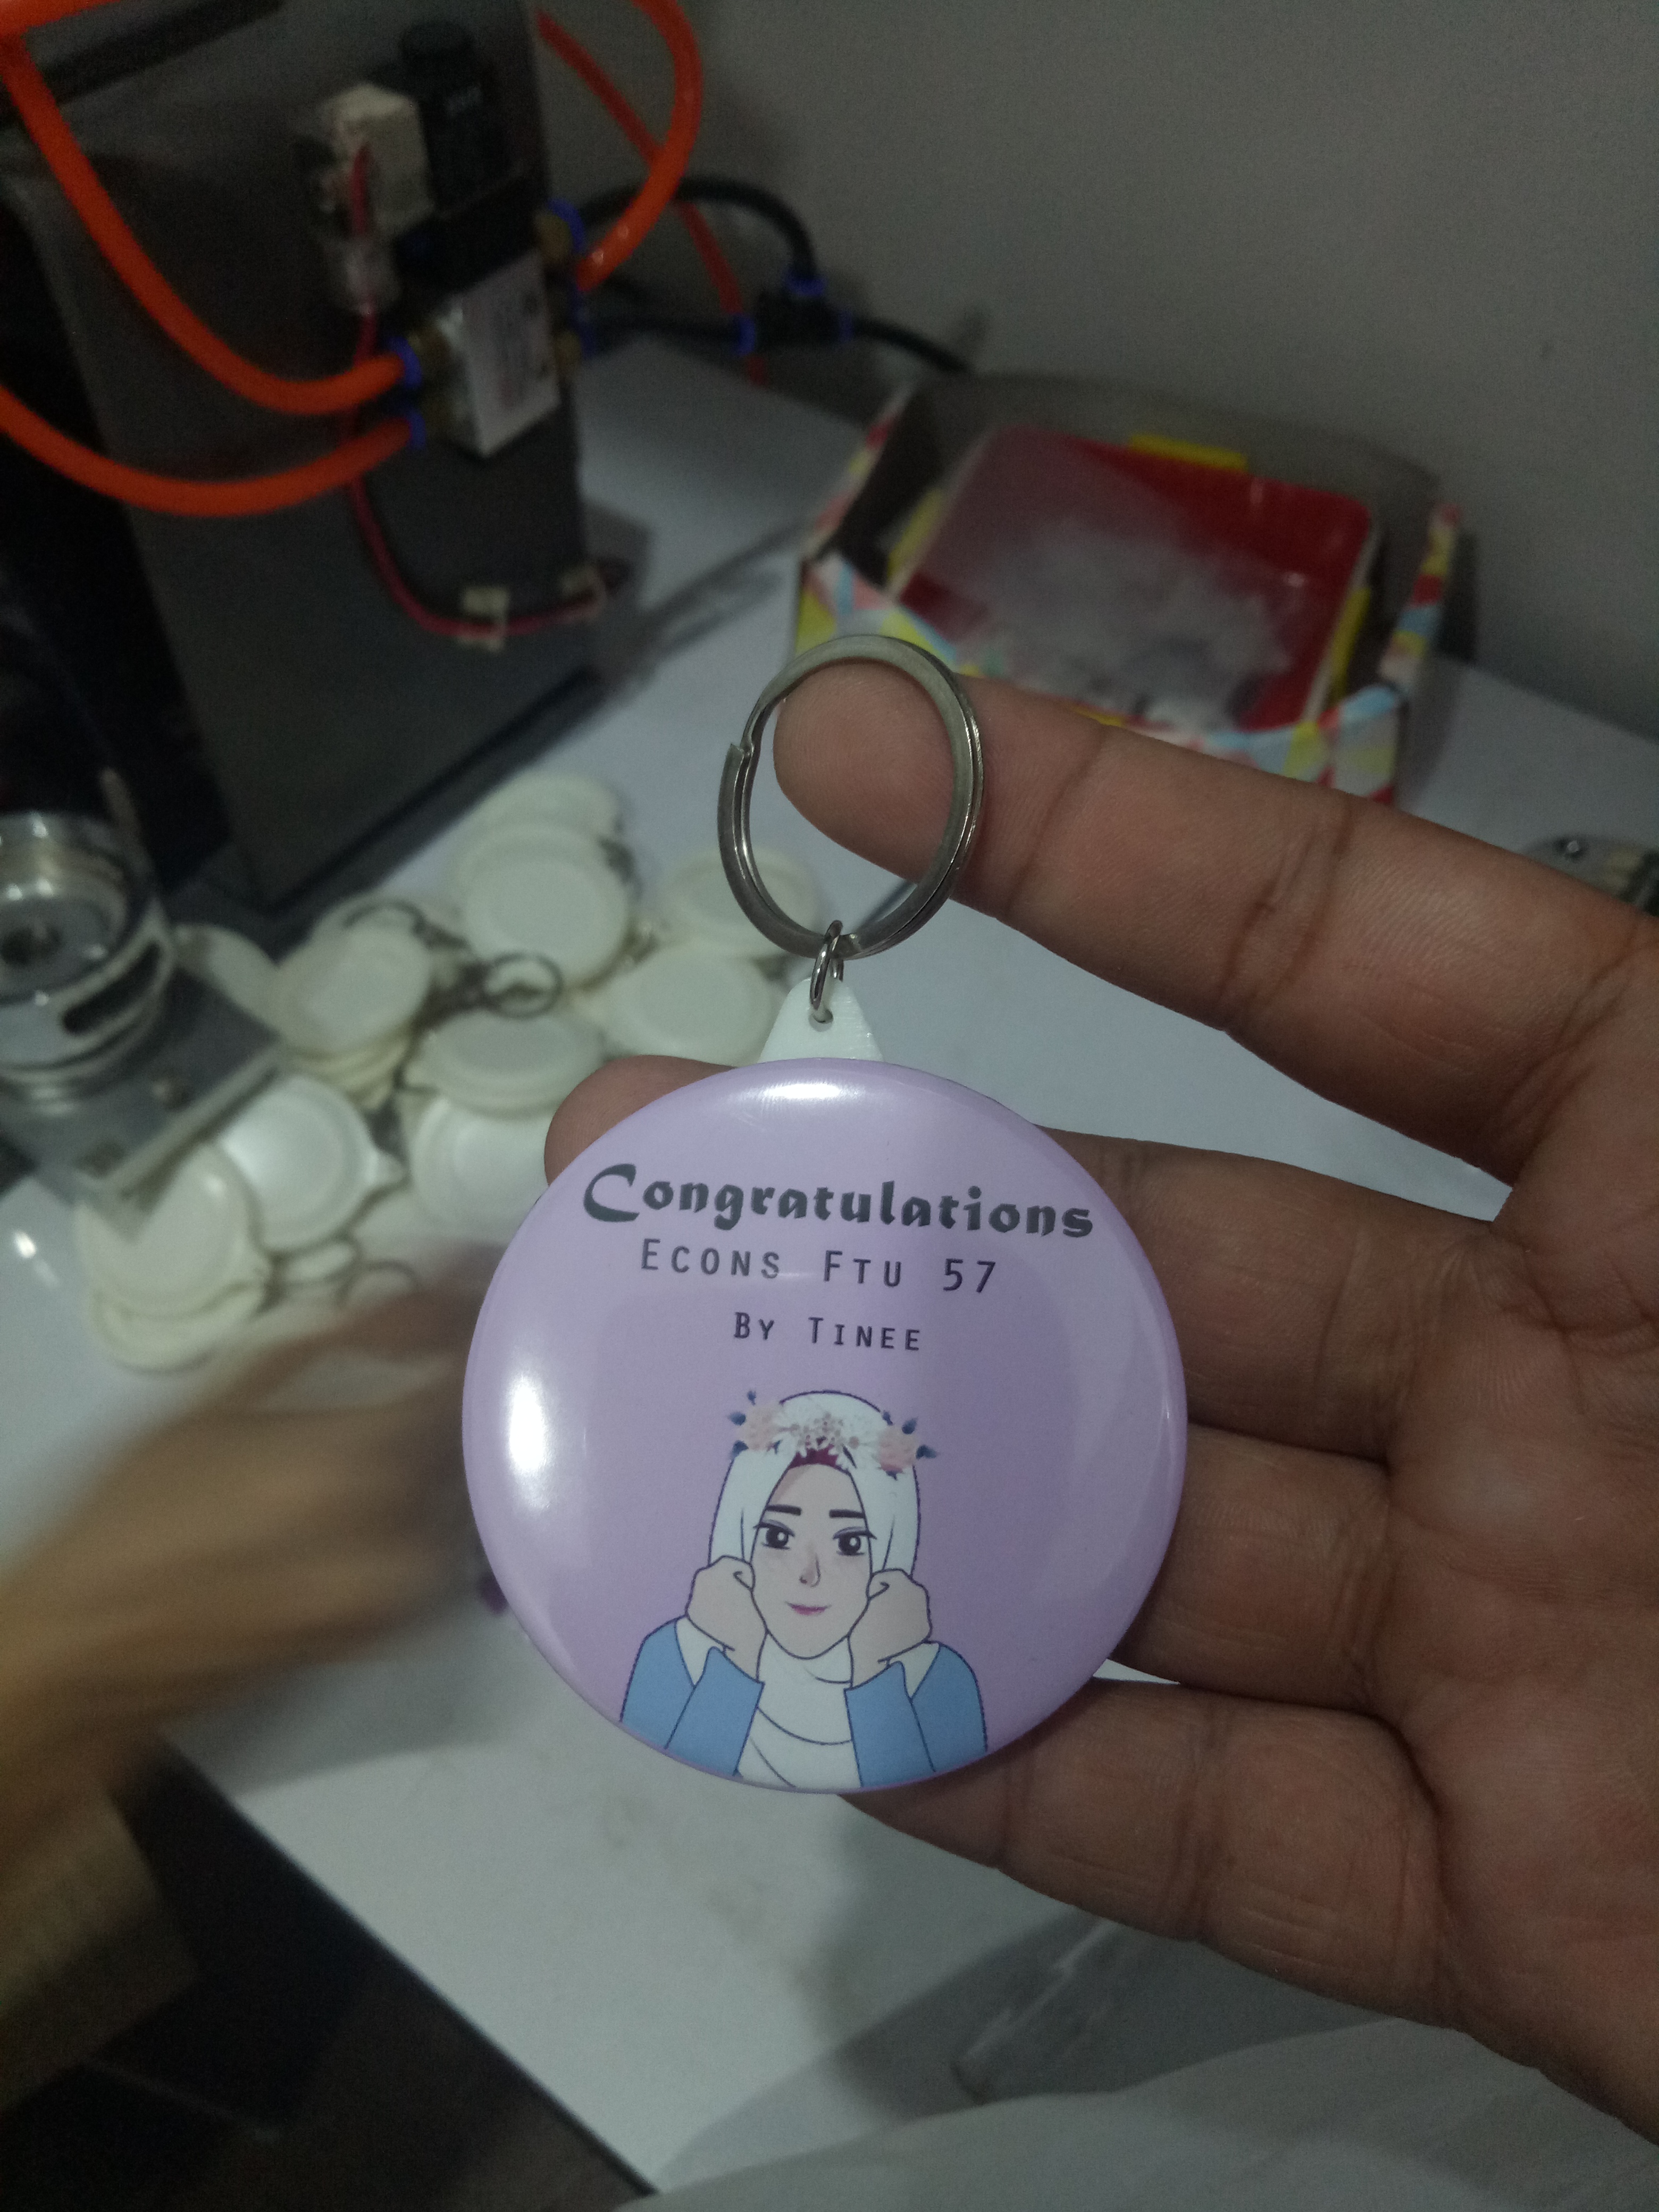 Congratulations
Econs Ftu 57
By Tinee